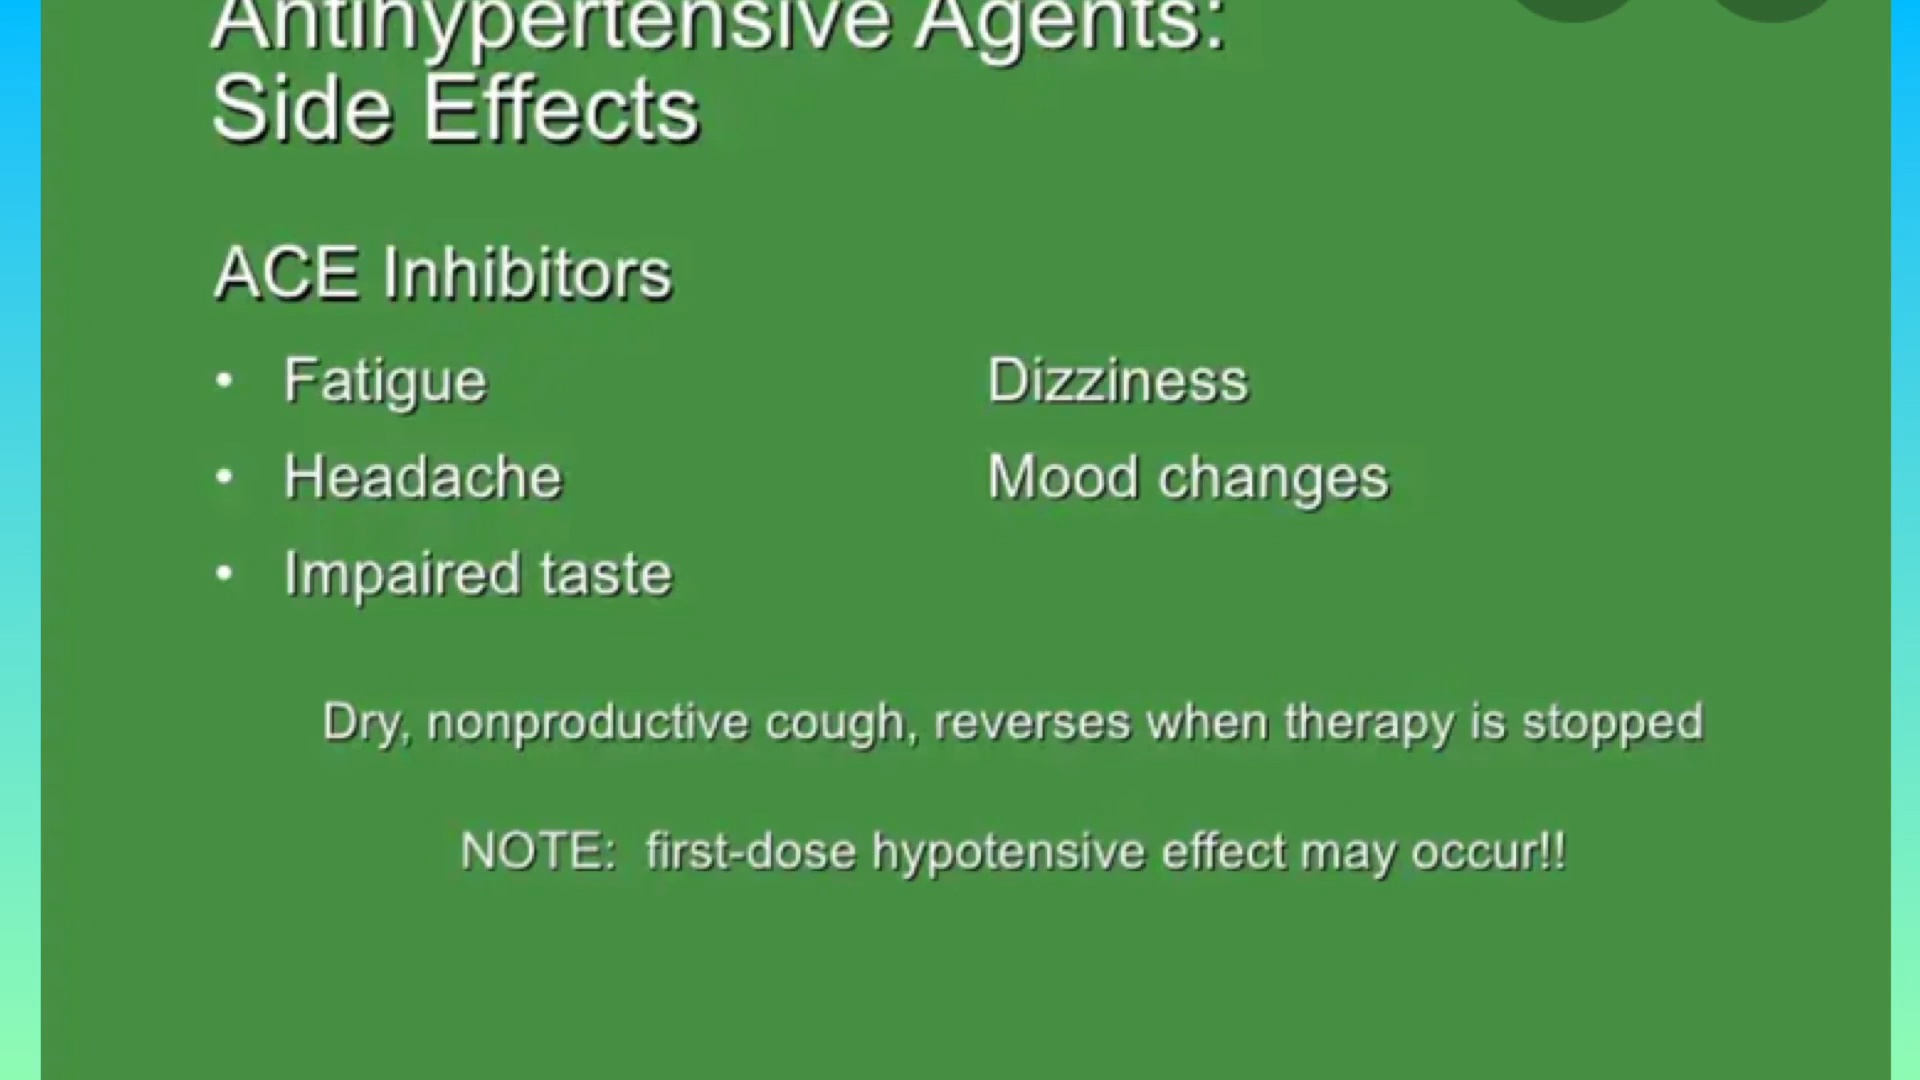 Antihypertensive Agents:
Side Effects
ACE Inhibitors
• Fatigue Dizziness
• Headache Mood changes
• Impaired taste
Dry, nonproductive cough, reverses when therapy is stopped
NOTE: first-dose hypotensive effect may occur!!